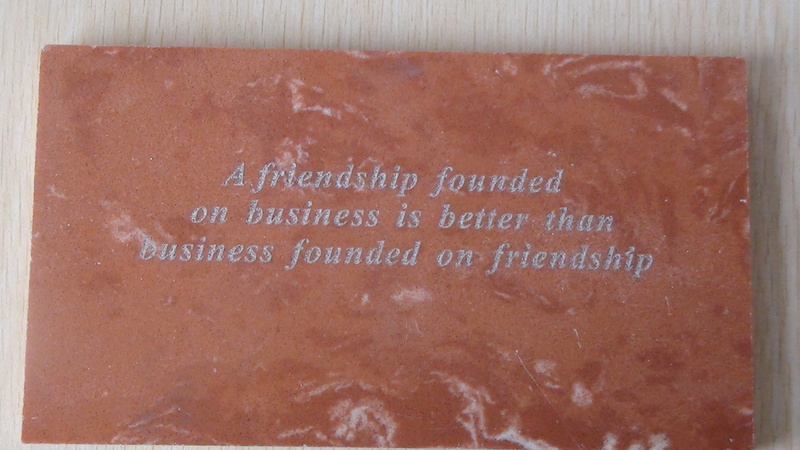 A friendship founded
on business is better than
business founded on friendship